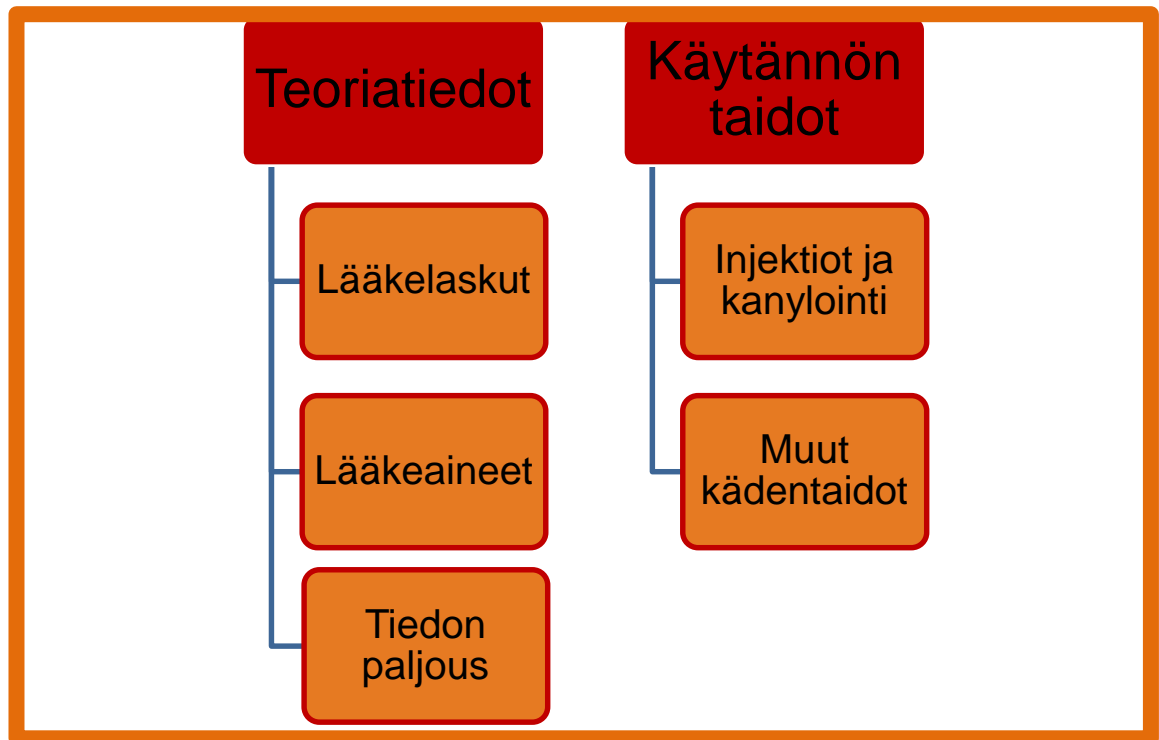 Teoriatiedot
Lääkelaskut
Lääkeaineet
Tiedon
paljous
Käytännön
taidot
Injektiot ja
kanylointi
Muut
kädentaidot